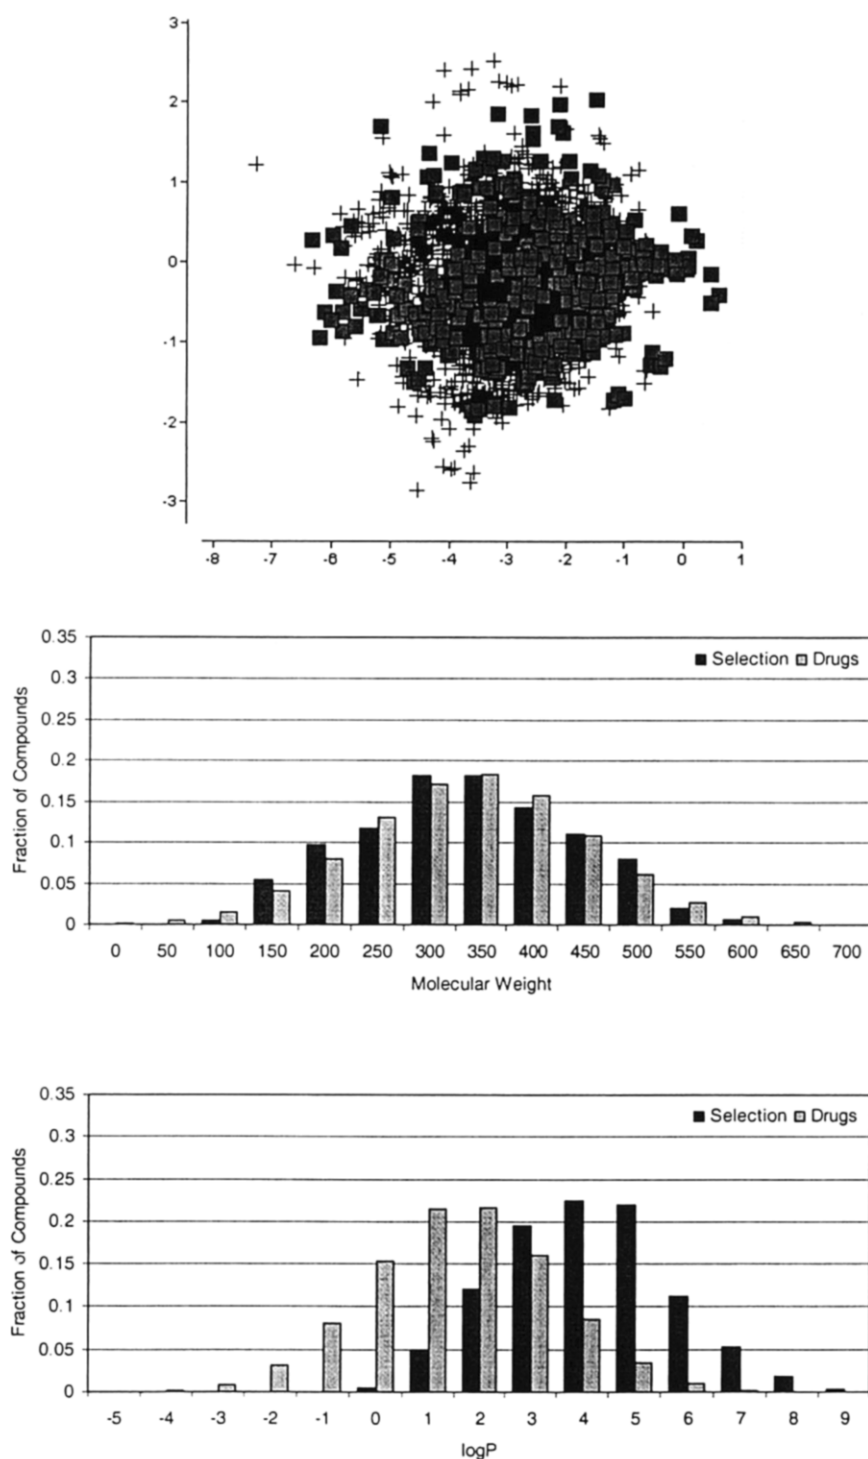 3
2
1
0
-1
-2
-3
-8 -7 -6 -5 -4 -3 -2 -1 0 1
0.35
Selection Drugs
0.3
0.25
0.2
0.15
0.1
0.05
0
Fraction of Compounds
0 50 100 150 200 250 300 350 400 450 500 550 600 650 700
Molecular Weight
0.35
Selection Drugs
0.3
0.25
0.2
0.15
0.1
0.05
0
Fraction of Compounds
-5 -4 -3 -2 -1 0 1 2 3 4 5 6 7 8 9
logP